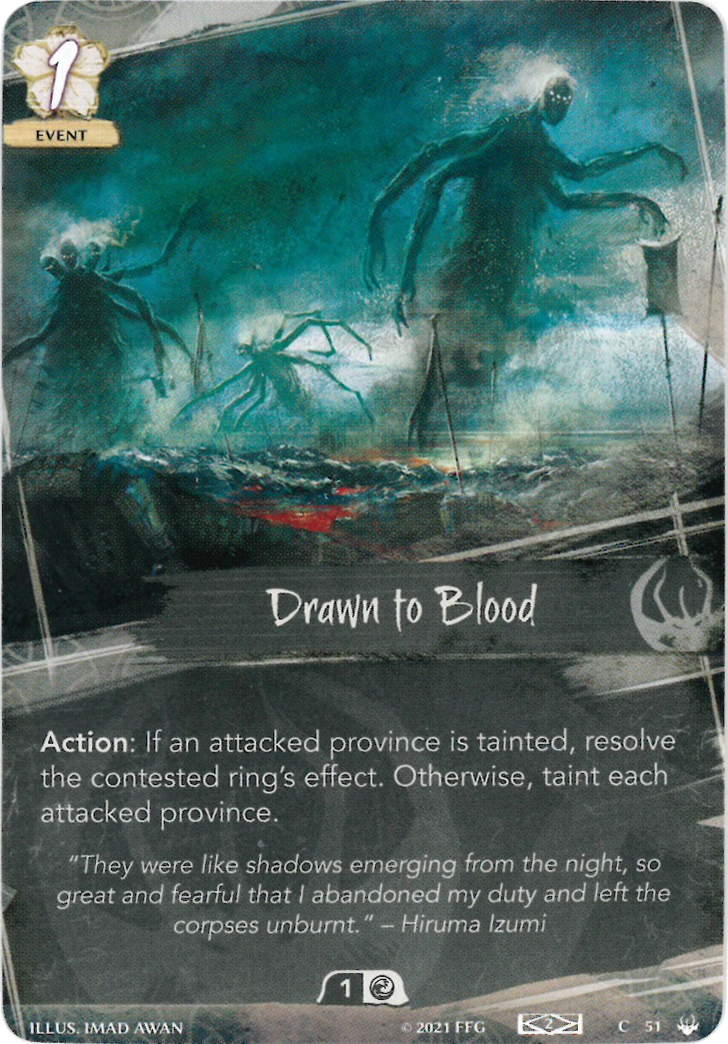 1
EVENT
Drawn to Blood
Action: If an attacked province is tainted, resolve
the contested ring's effect. Otherwise, taint each
attacked province.
"They were like shadows emerging from the night, so
great and fearful that I abandoned my duty and left the
corpses unburnt." – Hiruma Izumi
1
ILLUS. IMAD AWAN © 2021 FFG 2 C 51